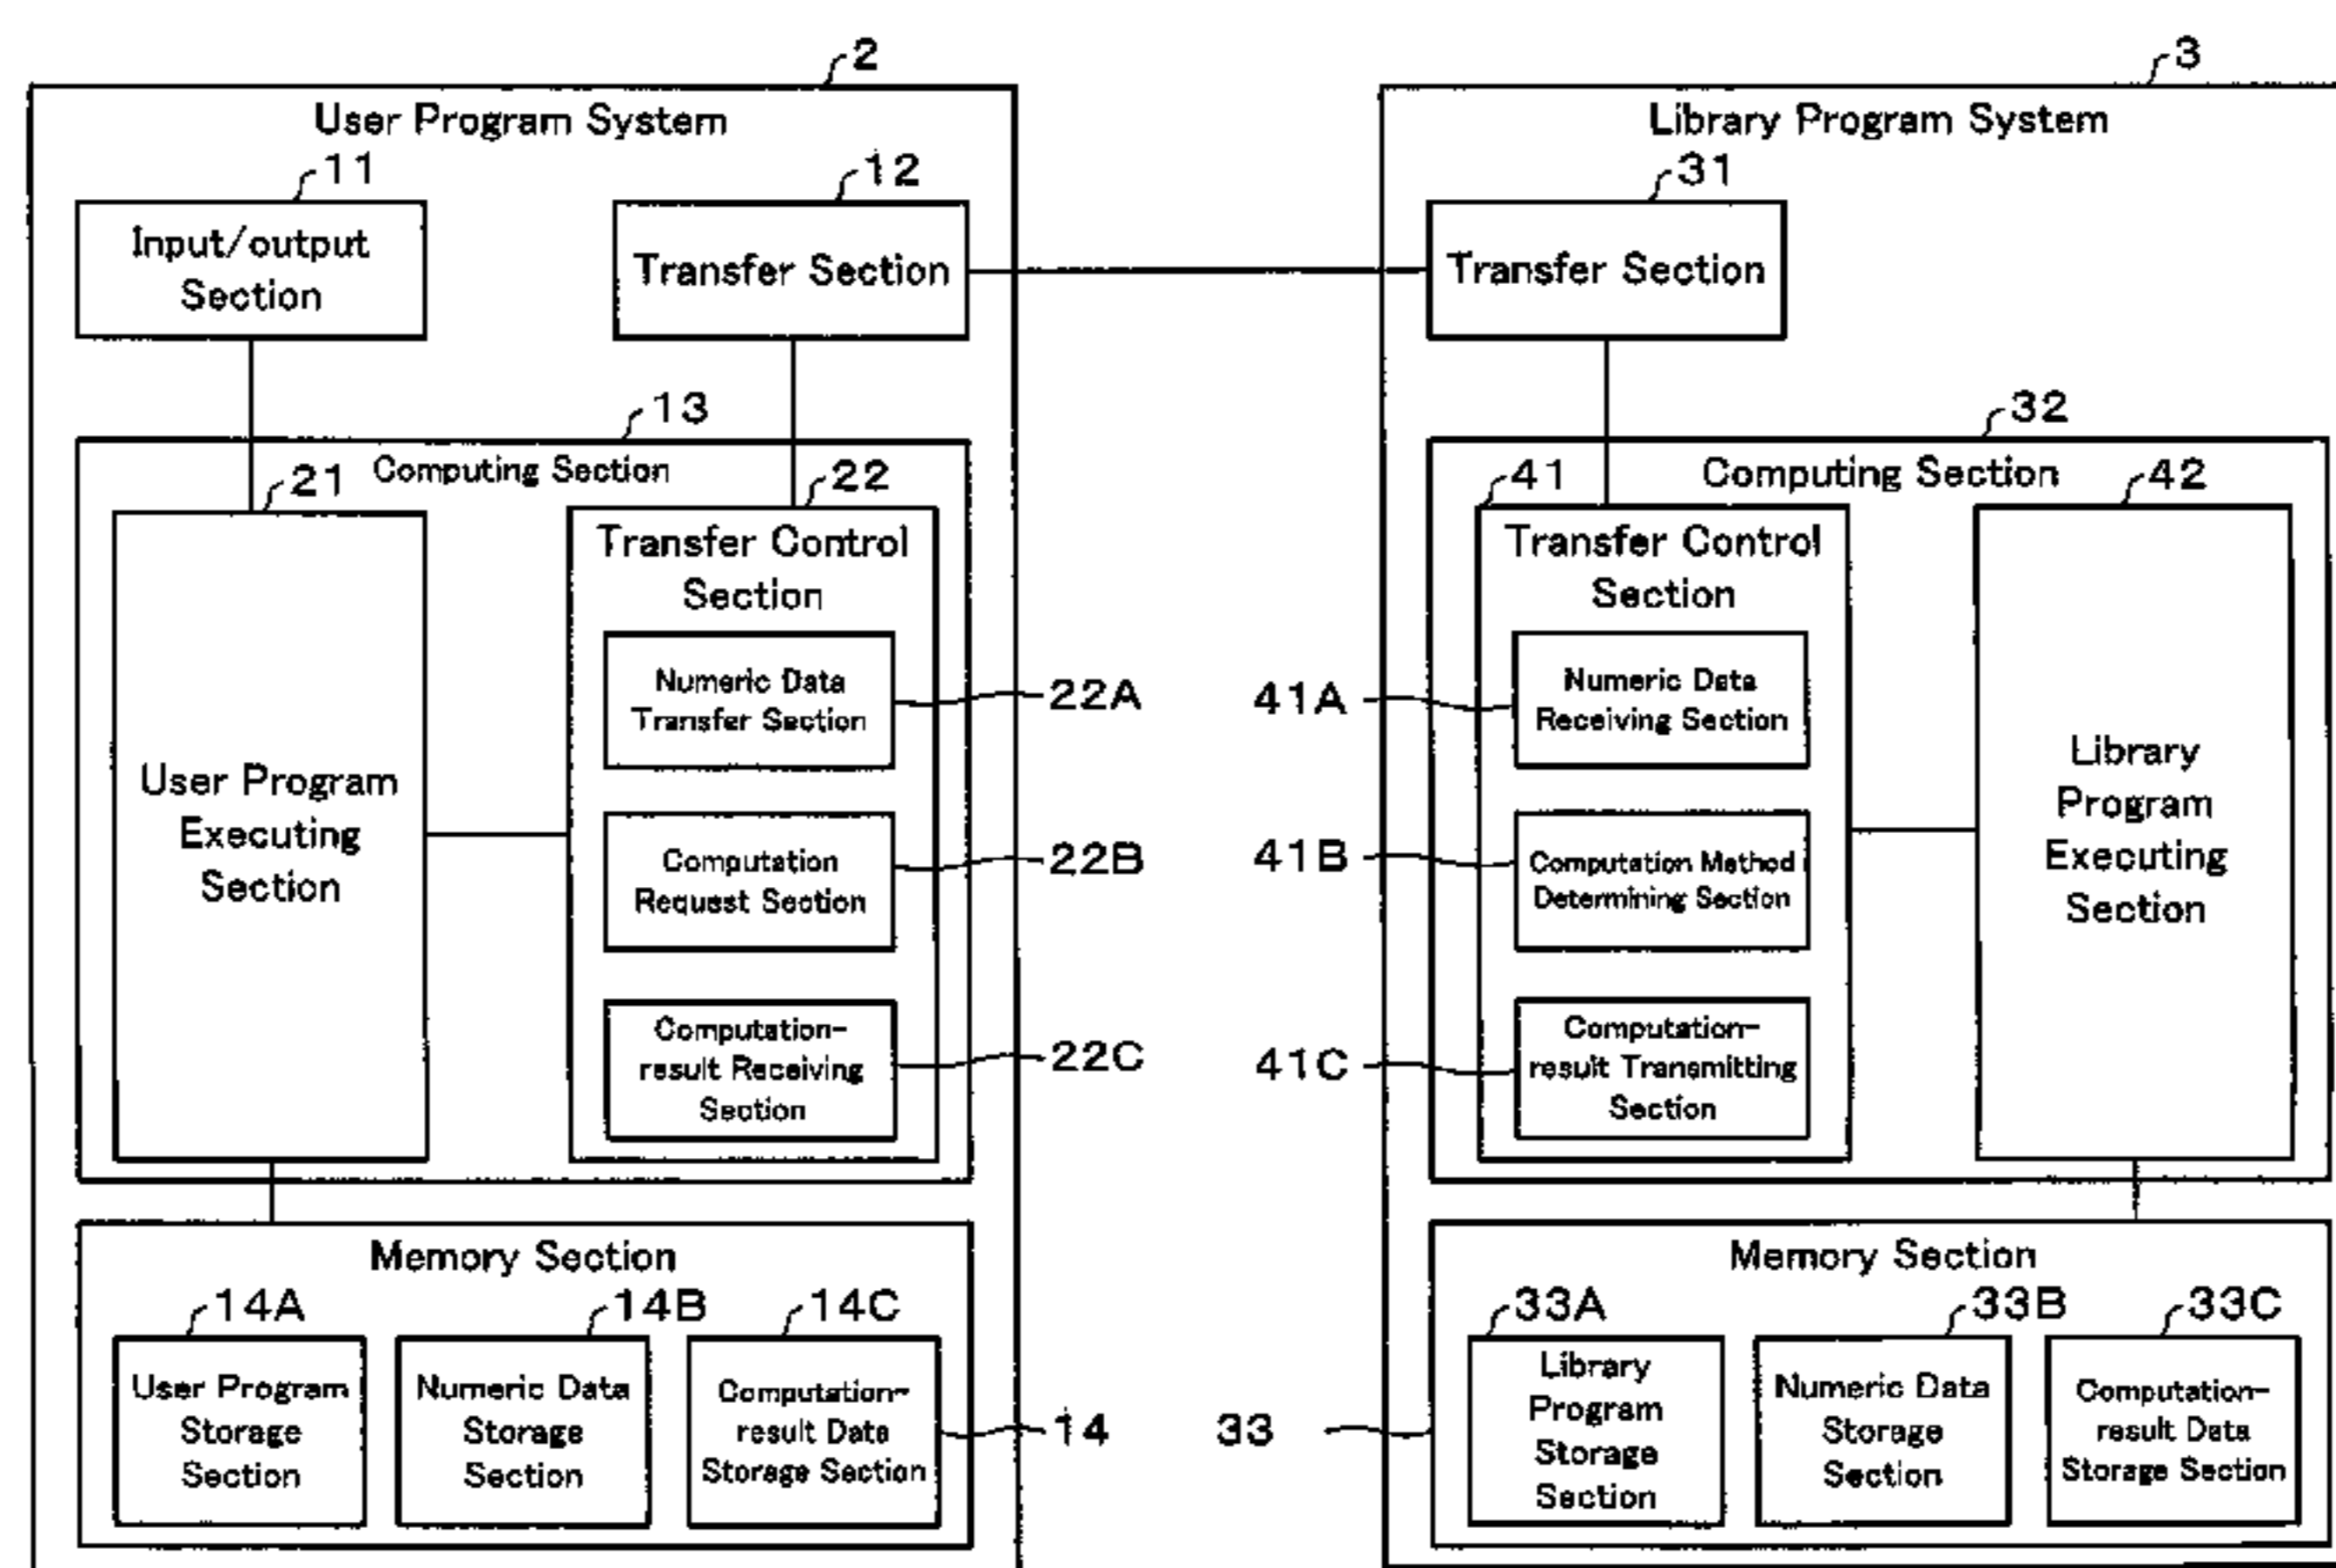 2
User Program System
11
Input/output
Section
12
Transfer Section
13
Computing Section
21
User Program
Executing
Section
22
Transfer Control
Section
Numeric Data
Transfer Section
22A
Computation
Request Section
22B
Computation-
result Receiving
Section
22C
Memory Section
14A
User Program
Storage
Section
14B
Numeric Data
Storage
Section
14C
Computation-
result Data
Storage Section
14
3
Library Program System
31
Transfer Section
32
Computing Section
41
Transfer Control
Section
41A
Numeric Data
Receiving Section
41B
Computation Method
Determining Section
41C
Computation-
result Transmitting
Section
42
Library
Program
Executing
Section
Memory Section
33
33A
Library
Program
Storage
Section
33B
Numeric Data
Storage
Section
33C
Computation-
result Data
Storage Section